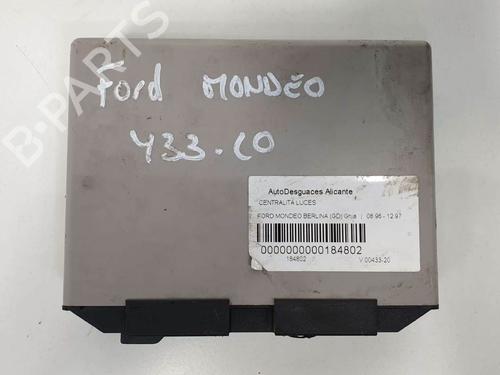 B-PARTS
Ford MONDEO
433.CO
AutoDesguaces Alicante
CENTRALITA LUCES
FORD MONDEO BERLINA (GD) Ghia | 08.96 - 12.97
0000000000184802
184802 V 00433-20